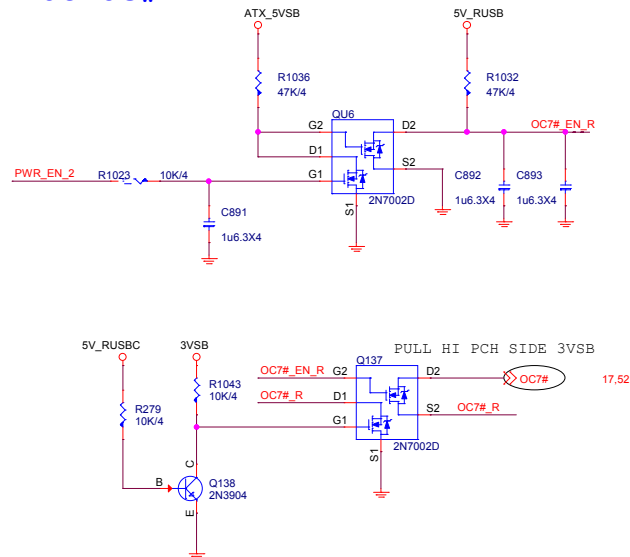 ATX_5VSB
5V_RUSB
R1036
47K/4
R1032
47K/4
QU6
G2
D2
OC7#_EN_R
D1
S2
PWR_EN_2
R1023
10K/4
G1
C892
C893
2N7002D
1u6.3X4
1u6.3X4
S1
C891
1u6.3X4
5V_RUSBC
3VSB
PULL HI PCH SIDE 3VSB
Q137
R1043
10K/4
OC7#_EN_R
G2
D2
OC7#
17,52
OC7#_R
D1
S2
OC7#_R
R279
10K/4
G1
2N7002D
S1
C
B
Q138
2N3904
E